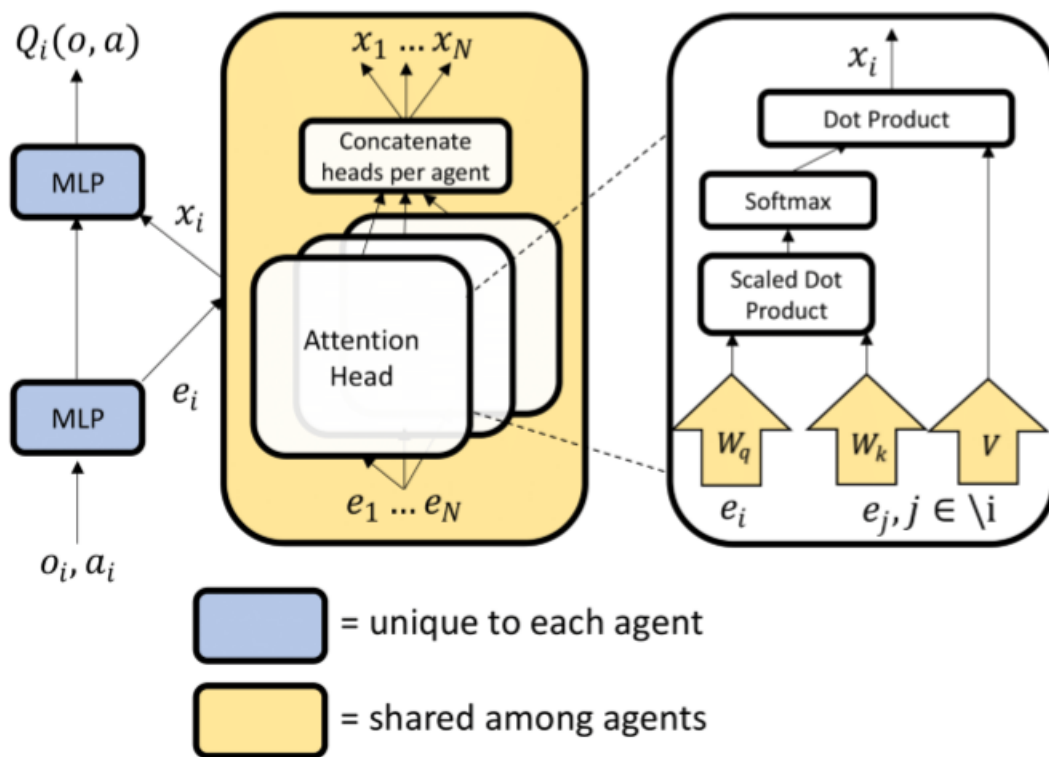 Q_i(o, a)
MLP
x_i
MLP
e_i
o_i, a_i
x_1 ... x_N
Concatenate
heads per agent
Attention
Head
e_1 ... e_N
x_i
Dot Product
Softmax
Scaled Dot
Product
W_q
W_k
V
e_i
e_j, j ∈ \i
= unique to each agent
= shared among agents